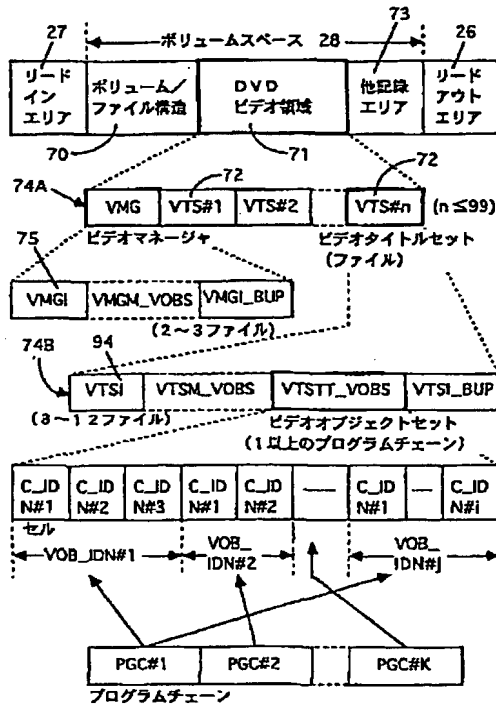 27
ボリュームスペース 28
73
26
リード
イン
エリア
ボリューム/
ファイル構造
DVD
ビデオ領域
他記録
エリア
リード
アウト
エリア
70
71
74A
72
72
VMG
VTS#1
VTS#2
VTS#n
(n≤99)
ビデオマネージャ
ビデオタイトルセット
(ファイル)
75
VMGI
VMGM_VOBS
VMGI_BUP
(2〜3ファイル)
74B
94
VTSI
VTSM_VOBS
VTSTT_VOBS
VTSI_BUP
(3〜12ファイル)
ビデオオブジェクトセット
(1以上のプログラムチェーン)
C_ID
N#1
C_ID
N#2
C_ID
N#3
C_ID
N#1
C_ID
N#2
C_ID
N#1
C_ID
N#i
セル
VOB_IDN#1
VOB_
IDN#2
VOB_
IDN#j
PGC#1
PGC#2
PGC#K
プログラムチェーン